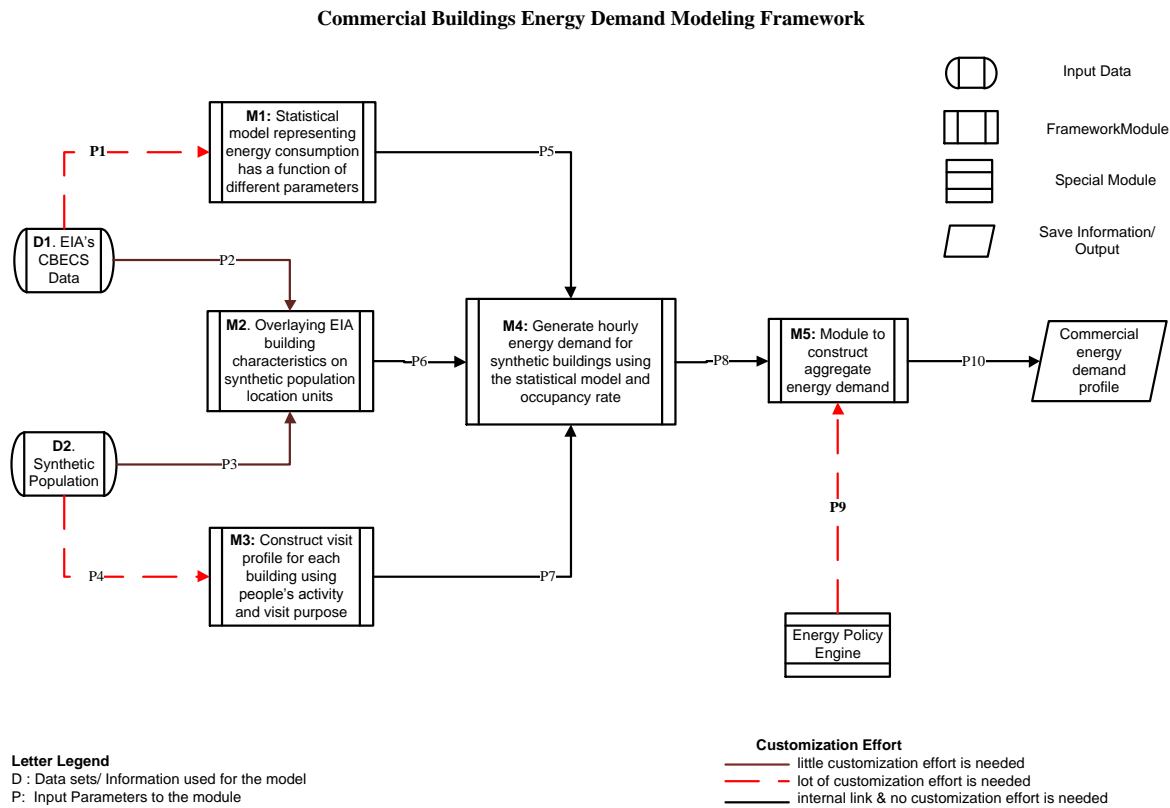 Commercial Buildings Energy Demand Modeling Framework
Input Data
FrameworkModule
Special Module
Save Information/
Output
M1: Statistical
model representing
energy consumption
has a function of
different parameters
P1
P5
D1. EIA's
CBECS
Data
P2
M2. Overlaying EIA
building
characteristics on
synthetic population
location units
P6
M4: Generate hourly
energy demand for
synthetic buildings using
the statistical model and
occupancy rate
P8
M5: Module to
construct
aggregate
energy demand
P10
Commercial
energy
demand
profile
D2.
Synthetic
Population
P3
P9
P4
M3: Construct visit
profile for each
building using
people's activity
and visit purpose
P7
Energy Policy
Engine
Letter Legend
D : Data sets/ Information used for the model
P: Input Parameters to the module
Customization Effort
little customization effort is needed
lot of customization effort is needed
internal link & no customization effort is needed